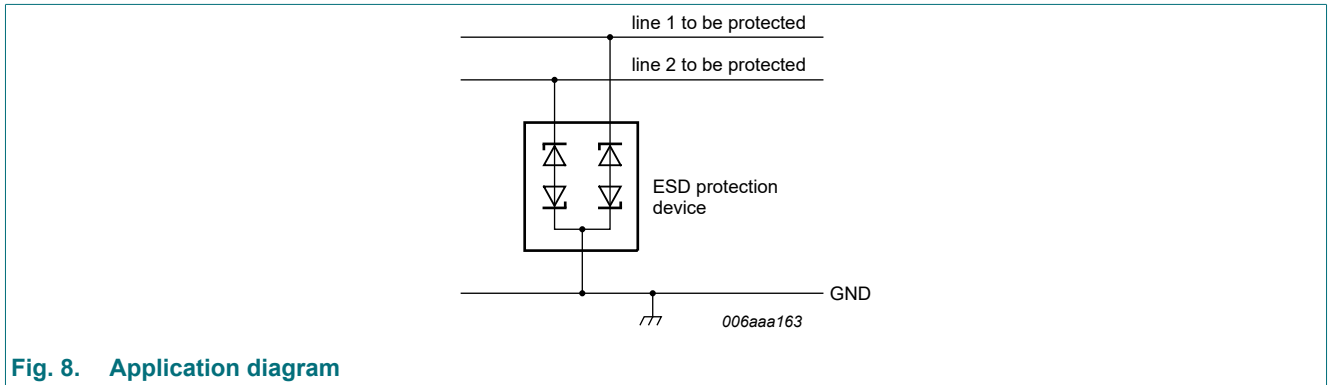 line 1 to be protected
line 2 to be protected
ESD protection
device
GND
006aaa163
Fig. 8. Application diagram